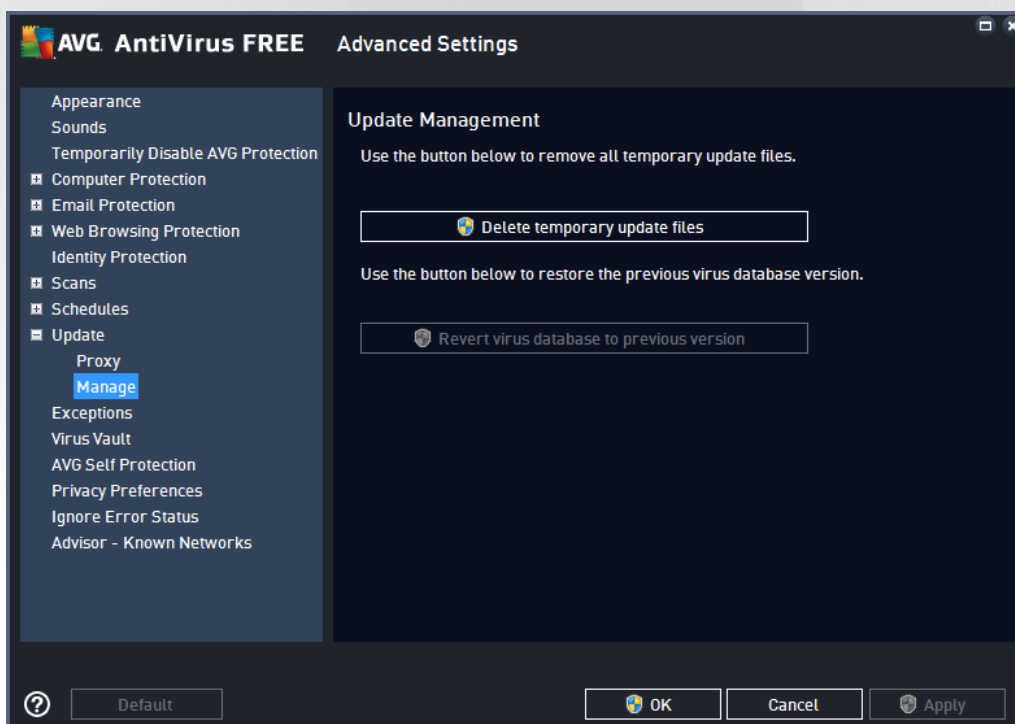 AVG. AntiVirus FREE Advanced Settings
Appearance
Sounds
Temporarily Disable AVG Protection
Computer Protection
Email Protection
Web Browsing Protection
Identity Protection
Scans
Schedules
Update
Proxy
Manage
Exceptions
Virus Vault
AVG Self Protection
Privacy Preferences
Ignore Error Status
Advisor - Known Networks
Update Management
Use the button below to remove all temporary update files.
Delete temporary update files
Use the button below to restore the previous virus database version.
Revert virus database to previous version
? Default OK Cancel Apply